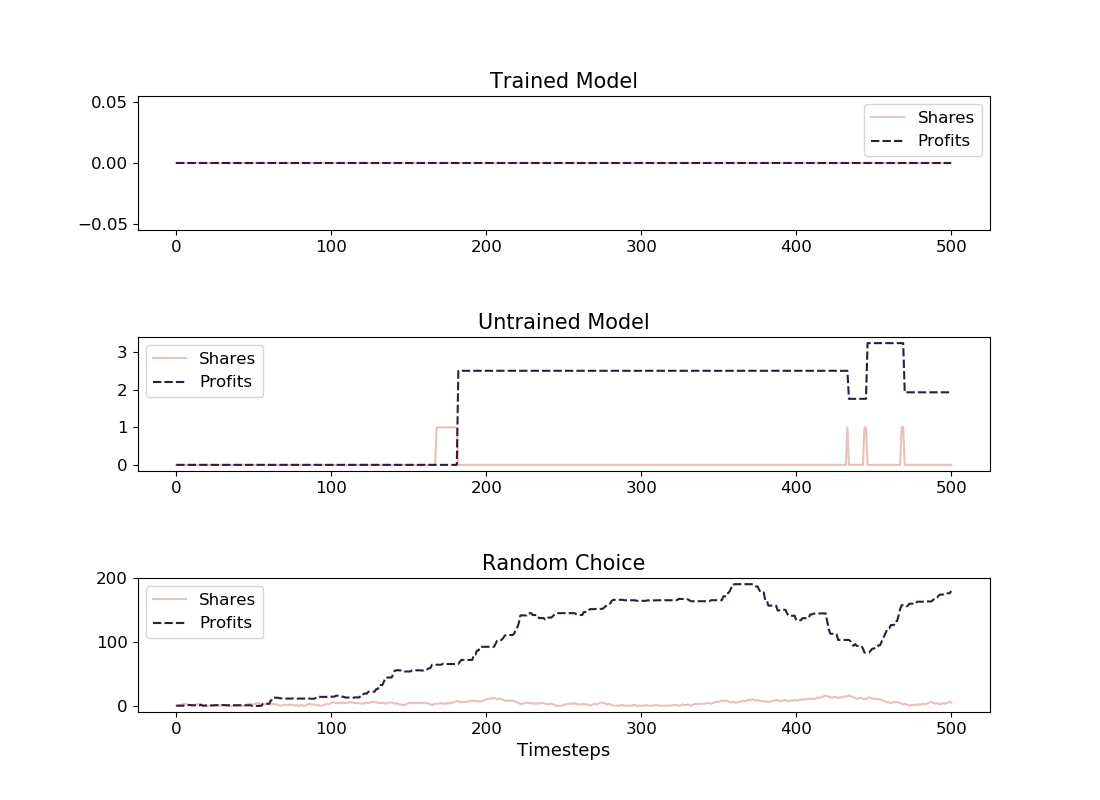 Trained Model
0.05
0.00
−0.05
Shares
Profits
0 100 200 300 400 500
Untrained Model
3
2
1
0
Shares
Profits
0 100 200 300 400 500
Random Choice
200
100
0
Shares
Profits
0 100 200 300 400 500
Timesteps